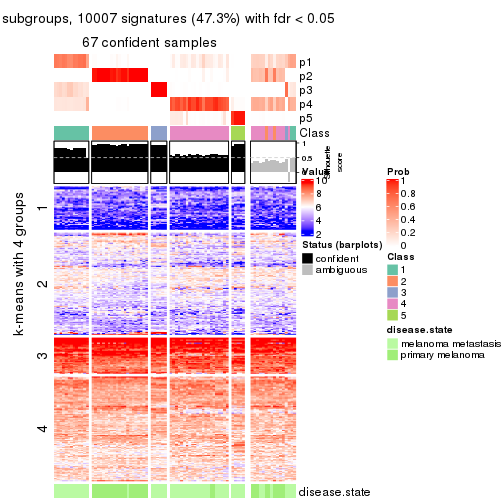 subgroups, 10007 signatures (47.3%) with fdr < 0.05
67 confident samples
p1
p2
p3
p4
p5
Class
1
0.5
0
Silhouette
score
k-means with 4 groups
1
2
3
4
Value
10
8
6
4
2
Status (barplots)
confident
ambiguous
Prob
1
0.8
0.6
0.4
0.2
0
Class
1
2
3
4
5
disease.state
melanoma metastasis
primary melanoma
disease.state